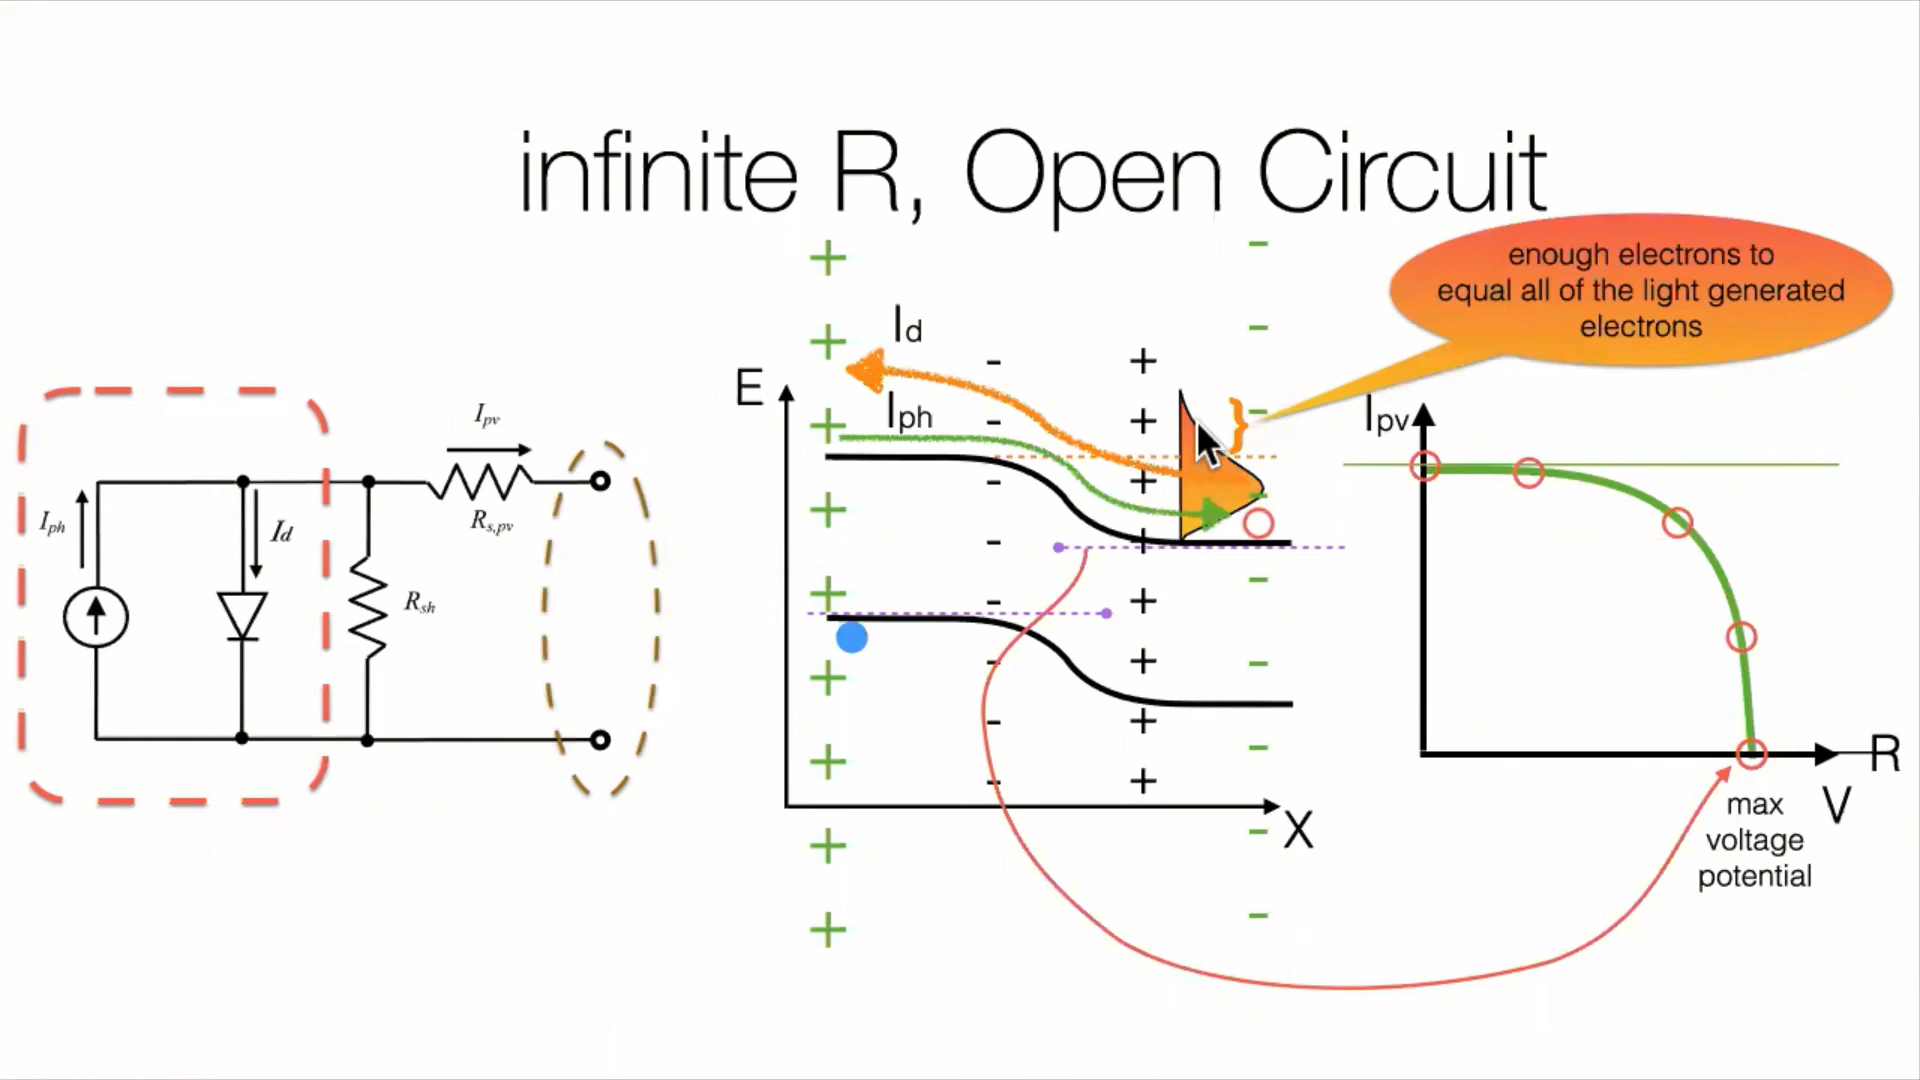 infinite R, Open Circuit
enough electrons to
equal all of the light generated
electrons
Iph
Id
Rsh
Ipv
Rs,pv
E
Id
Iph
X
Ipv
R
V
max
voltage
potential